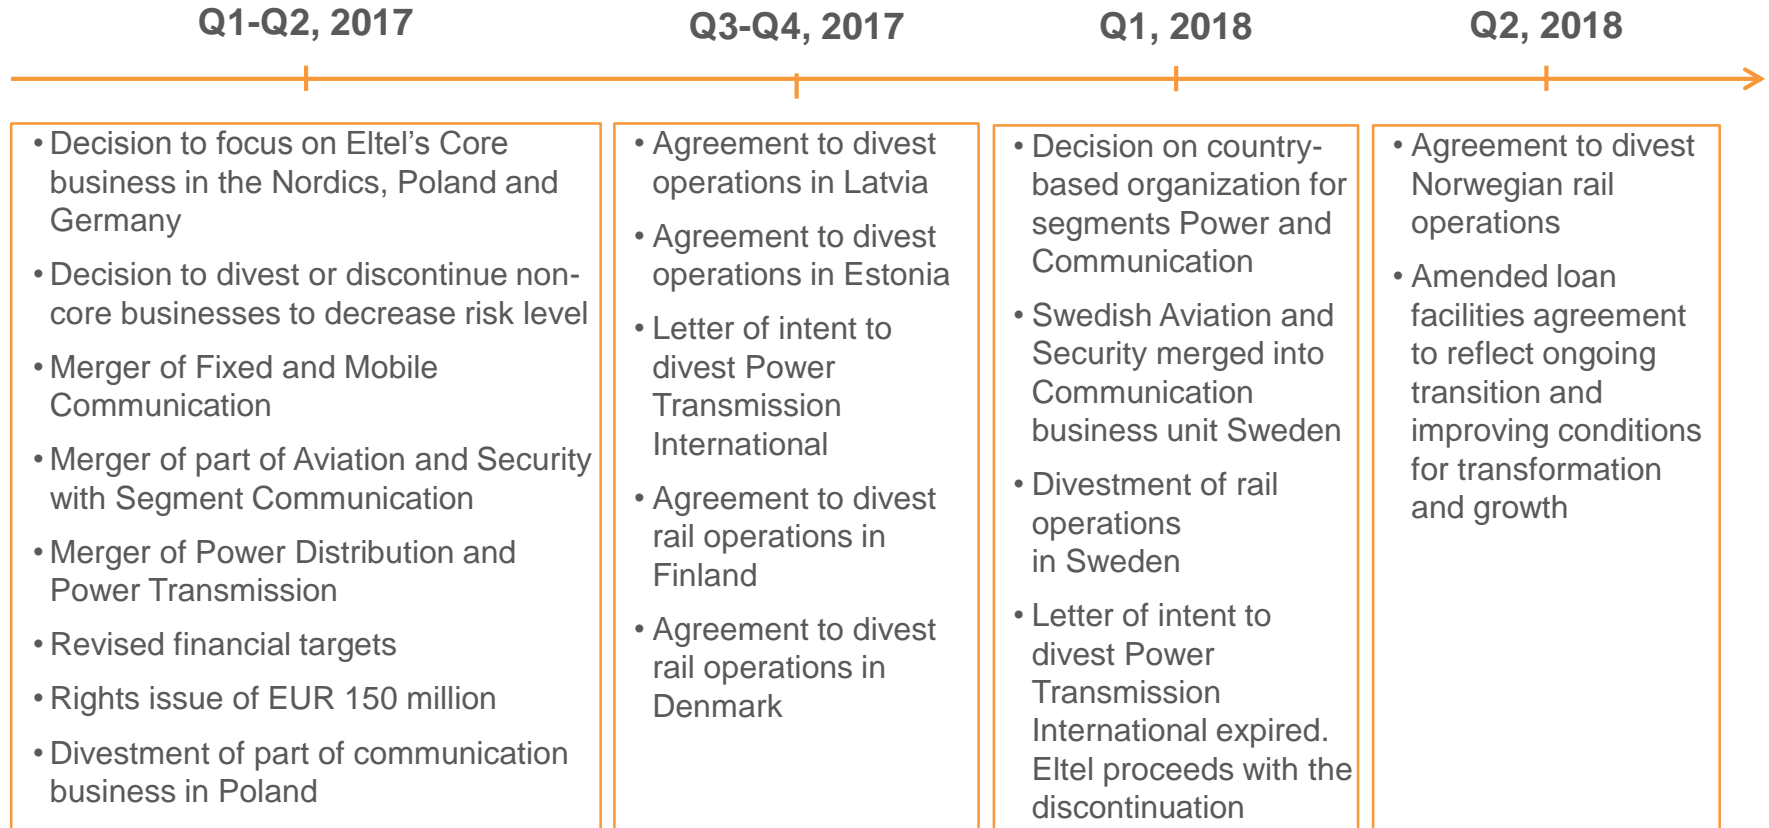 Q1-Q2, 2017
Q3-Q4, 2017
Q1, 2018
Q2, 2018
• Decision to focus on Eltel's Core
business in the Nordics, Poland and
Germany
• Decision to divest or discontinue non-
core businesses to decrease risk level
• Merger of Fixed and Mobile
Communication
• Merger of part of Aviation and Security
with Segment Communication
• Merger of Power Distribution and
Power Transmission
• Revised financial targets
• Rights issue of EUR 150 million
• Divestment of part of communication
business in Poland
• Agreement to divest
operations in Latvia
• Agreement to divest
operations in Estonia
• Letter of intent to
divest Power
Transmission
International
• Agreement to divest
rail operations in
Finland
• Agreement to divest
rail operations in
Denmark
• Decision on country-
based organization for
segments Power and
Communication
• Swedish Aviation and
Security merged into
Communication
business unit Sweden
• Divestment of rail
operations
in Sweden
• Letter of intent to
divest Power
Transmission
International expired.
Eltel proceeds with the
discontinuation
• Agreement to divest
Norwegian rail
operations
• Amended loan
facilities agreement
to reflect ongoing
transition and
improving conditions
for transformation
and growth